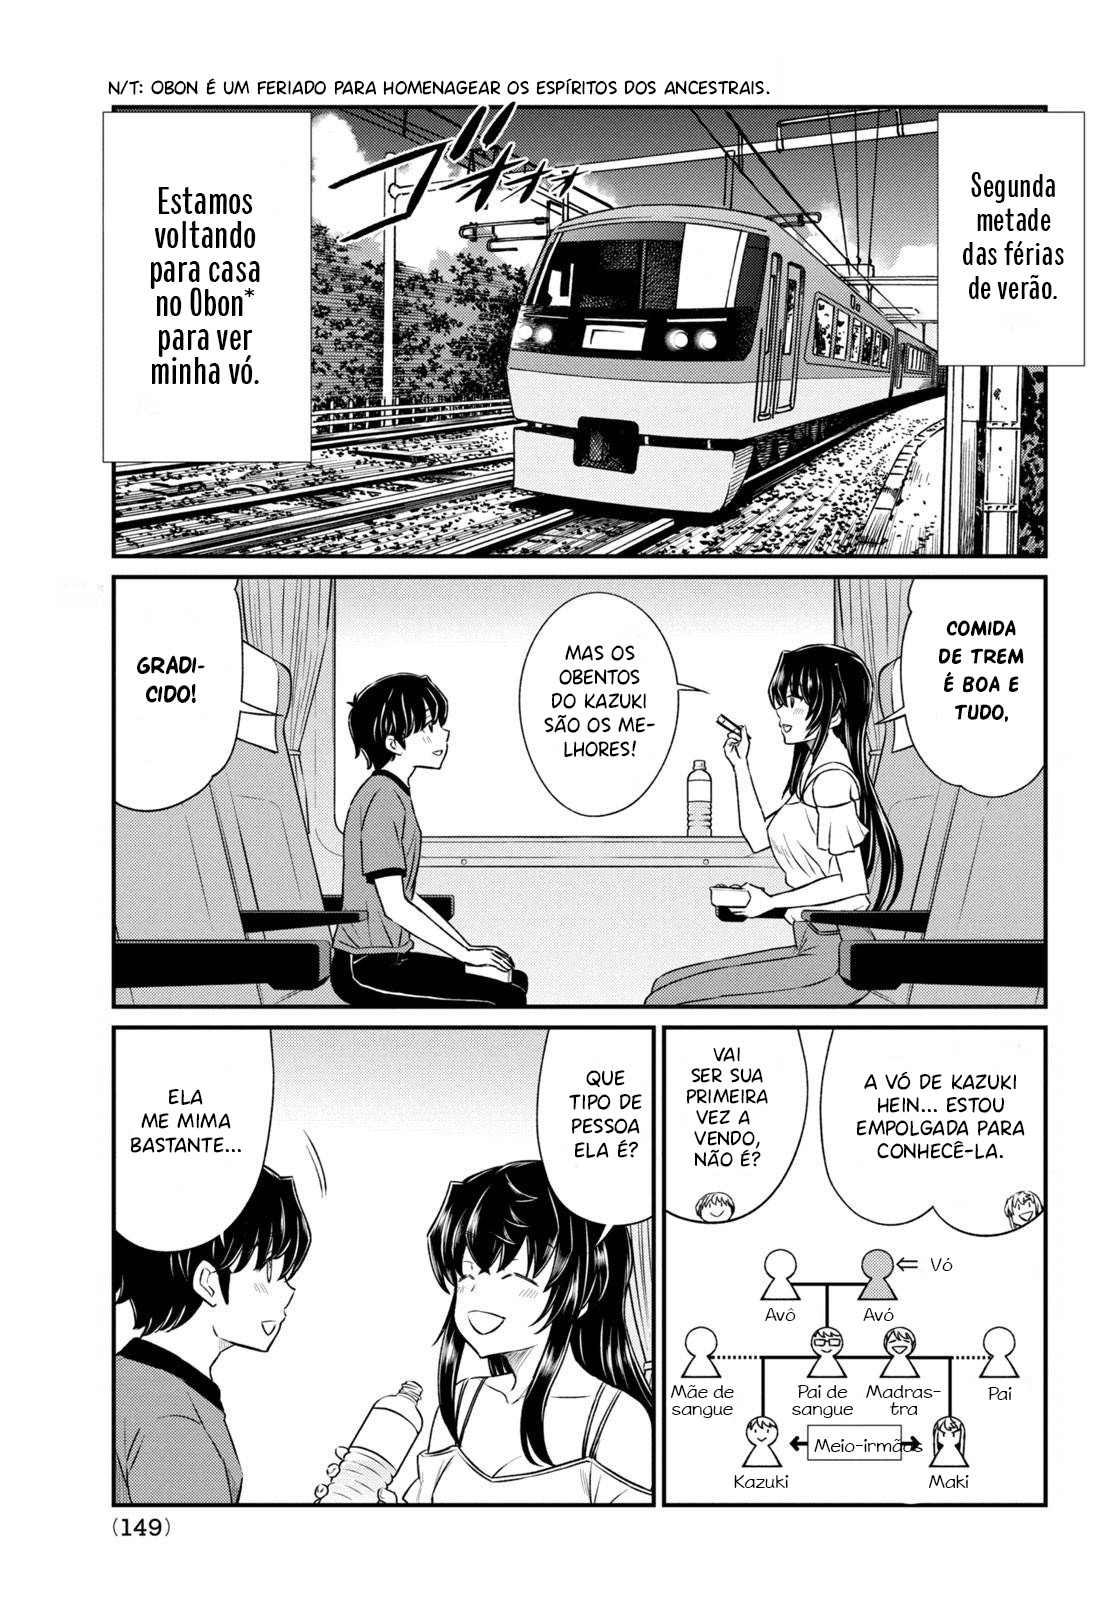 N/T: OBON É UM FERIADO PARA HOMENAGEAR OS ESPÍRITOS DOS ANCESTRAIS.
Segunda
metade
das férias
de verão.
ゴオオオ
Estamos
voltando
para casa
no Obon*
para ver
minha vó.
COMIDA
DE TREM
É BOA E
TUDO,
MAS OS
OBENTOS
DO KAZUKI
SÃO OS ME-
LHORES!
GRADI-
CIDO!
A VÓ DE KAZUKI
HEIN... ESTOU
EMPOLGADA PARA
CONHECÊ-LA.
VAI
SER SUA
PRIMEIRA
VEZ A
VENDO,
NÃO É?
⇐ Vó
Avô
Avó
Mãe de
sangue
Pai de
sangue
Madras-
tra
Pai
Meio-irmãos
Kazuki
Maki
QUE
TIPO DE
PESSOA
ELA É?
ELA
ME MIMA
BASTANTE...
(149)